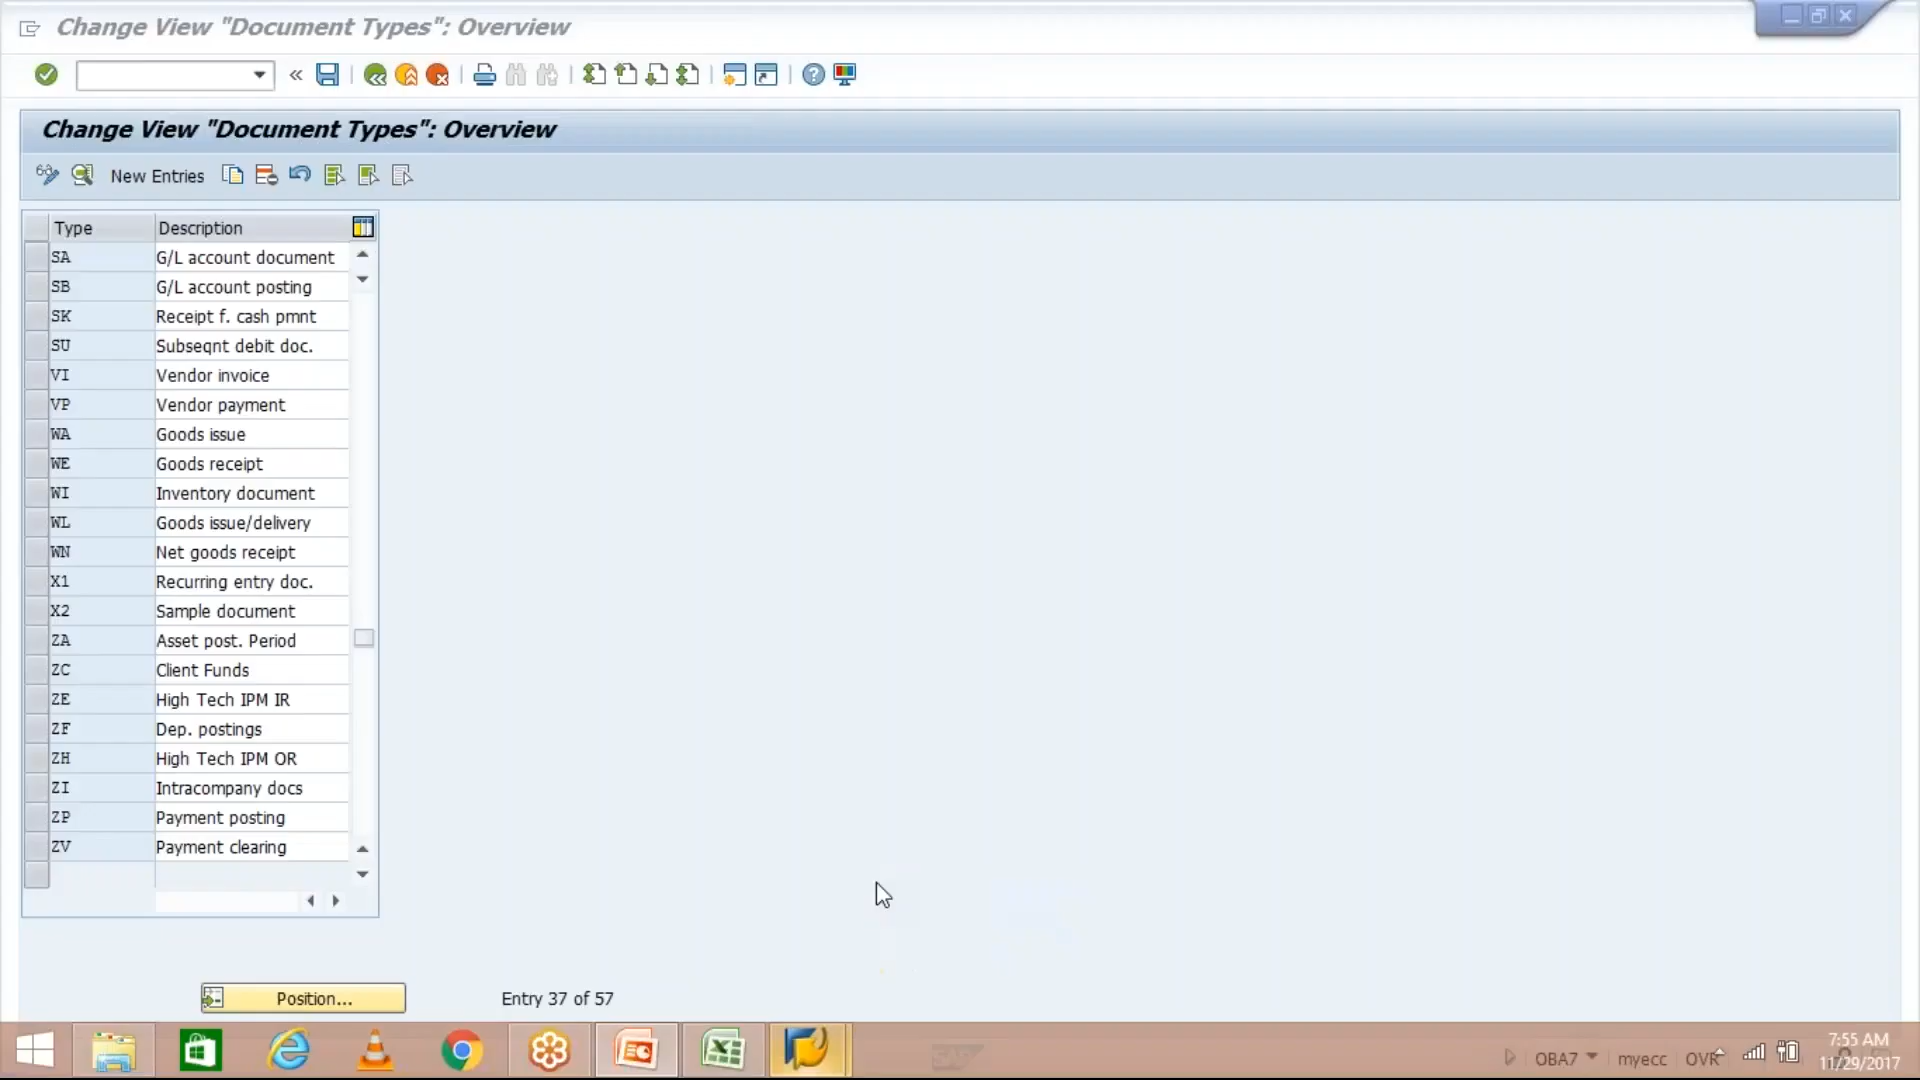 Change View "Document Types": Overview
Change View "Document Types": Overview
New Entries
Type Description
SA G/L account document
SB G/L account posting
SK Receipt f. cash pmnt
SU Subseqnt debit doc.
VI Vendor invoice
VP Vendor payment
WA Goods issue
WE Goods receipt
WI Inventory document
WL Goods issue/delivery
WN Net goods receipt
X1 Recurring entry doc.
X2 Sample document
ZA Asset post. Period
ZC Client Funds
ZE High Tech IPM IR
ZF Dep. postings
ZH High Tech IPM OR
ZI Intracompany docs
ZP Payment posting
ZV Payment clearing
Position... Entry 37 of 57
OBA7 myecc OVR
7:55 AM
11/29/2017